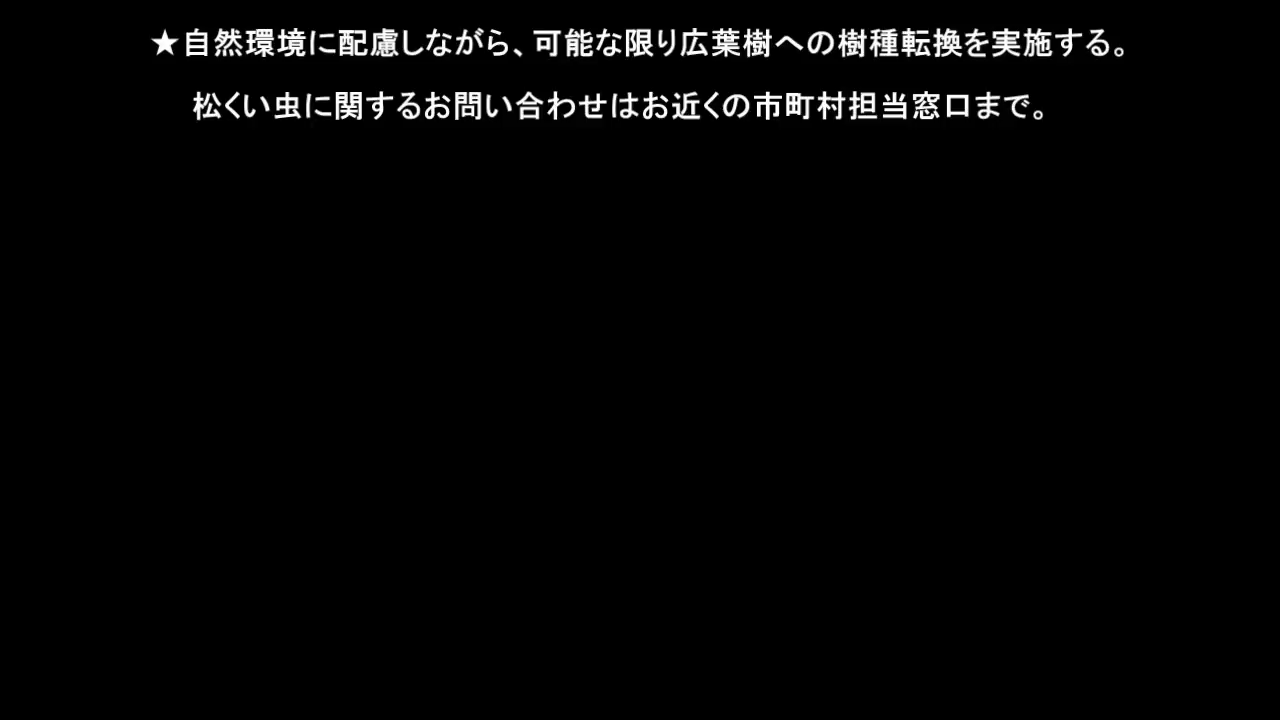 ★自然環境に配慮しながら、可能な限り広葉樹への樹種転換を実施する。
松くい虫に関するお問い合わせはお近くの市町村担当窓口まで。